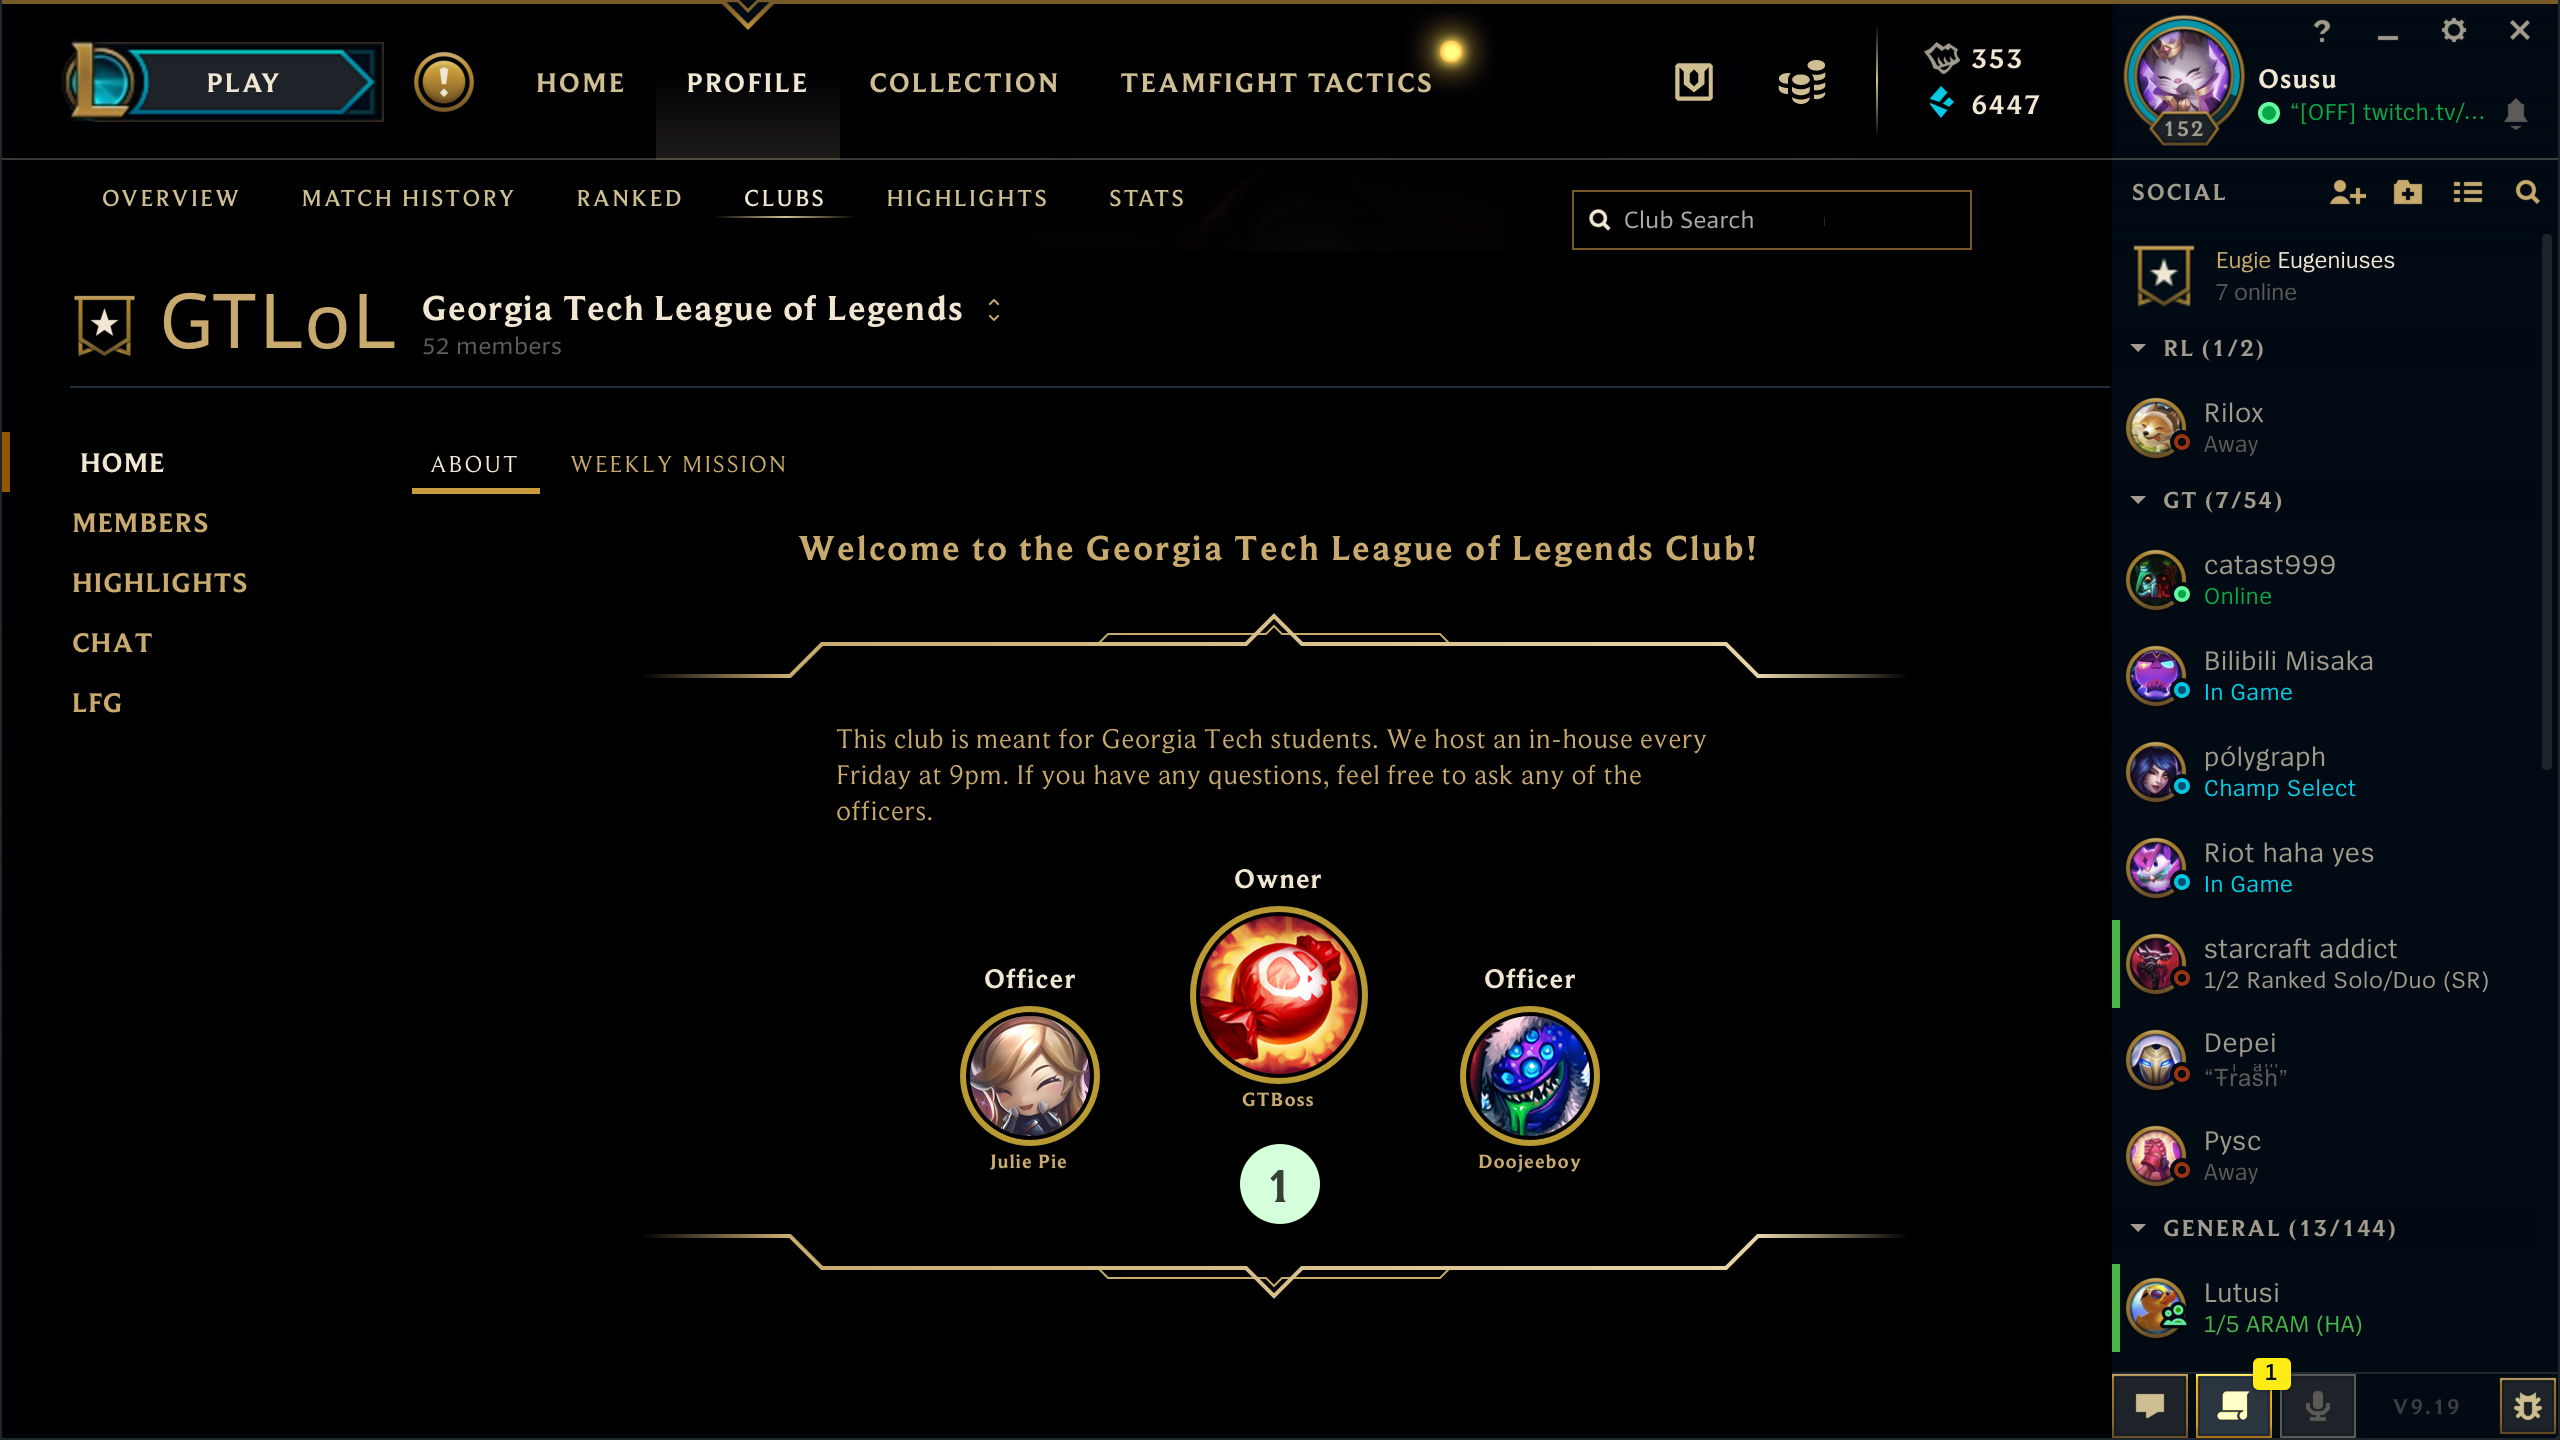 PLAY
HOME
PROFILE
COLLECTION
TEAMFIGHT TACTICS
353
6447
152
Osusu
“[OFF] twitch.tv/...
OVERVIEW
MATCH HISTORY
RANKED
CLUBS
HIGHLIGHTS
STATS
Club Search
GTLoL
Georgia Tech League of Legends
52 members
HOME
MEMBERS
HIGHLIGHTS
CHAT
LFG
ABOUT
WEEKLY MISSION
Welcome to the Georgia Tech League of Legends Club!
This club is meant for Georgia Tech students. We host an in-house every
Friday at 9pm. If you have any questions, feel free to ask any of the
officers.
Owner
GTBoss
Officer
Julie Pie
Officer
Doojeeboy
1
SOCIAL
Eugie Eugeniuses
7 online
RL (1/2)
Rilox
Away
GT (7/54)
catast999
Online
Bilibili Misaka
In Game
pólygraph
Champ Select
Riot haha yes
In Game
starcraft addict
1/2 Ranked Solo/Duo (SR)
Depei
Pysc
Away
GENERAL (13/144)
Lutusi
1/5 ARAM (HA)
1
V9.19